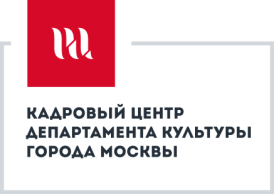 КАДРОВЫЙ ЦЕНТР
ДЕПАРТАМЕНТА КУЛЬТУРЫ
ГОРОДА МОСКВЫ